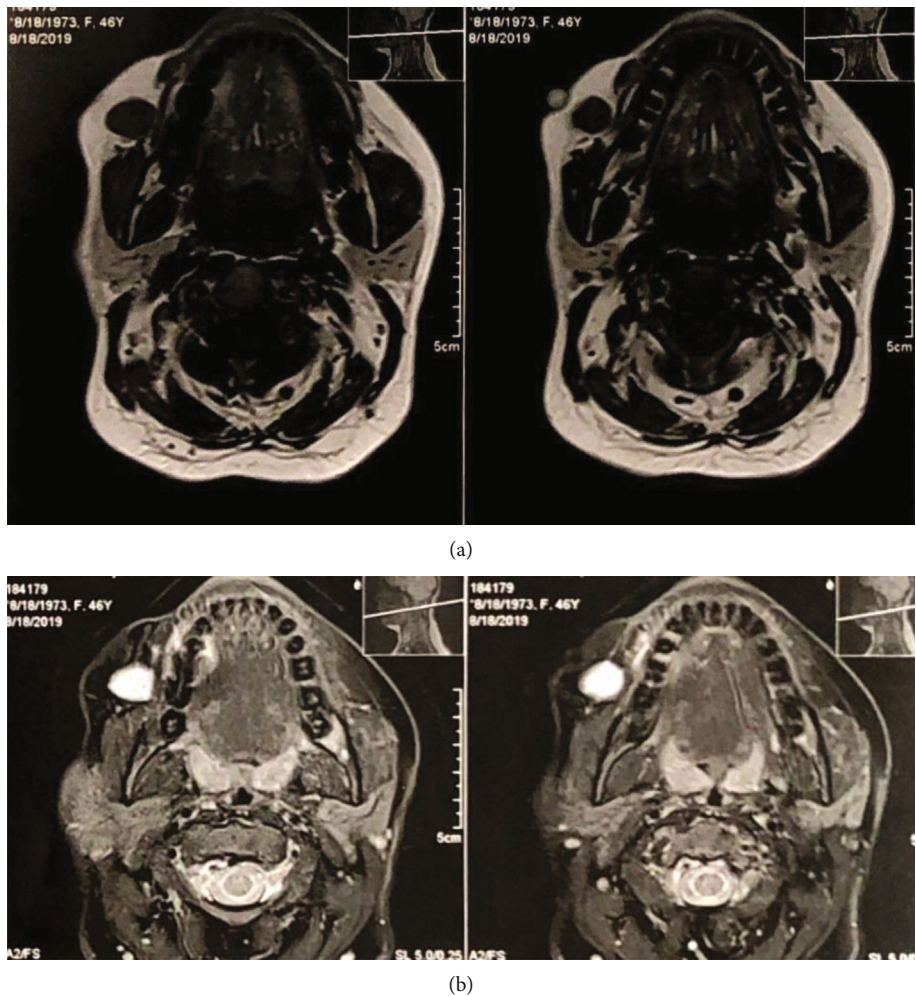 184179
'8/18/1973, F, 46Y
8/18/2019
'8/18/1973, F, 46Y
8/18/2019
5cm
5cm
(a)
184179
'8/18/1973, F, 46Y
8/18/2019
184179
'8/18/1973, F, 46Y
8/18/2019
5cm
A2/FS
SL 5.0/0.25
A2/FS
SL 5.0/0
(b)